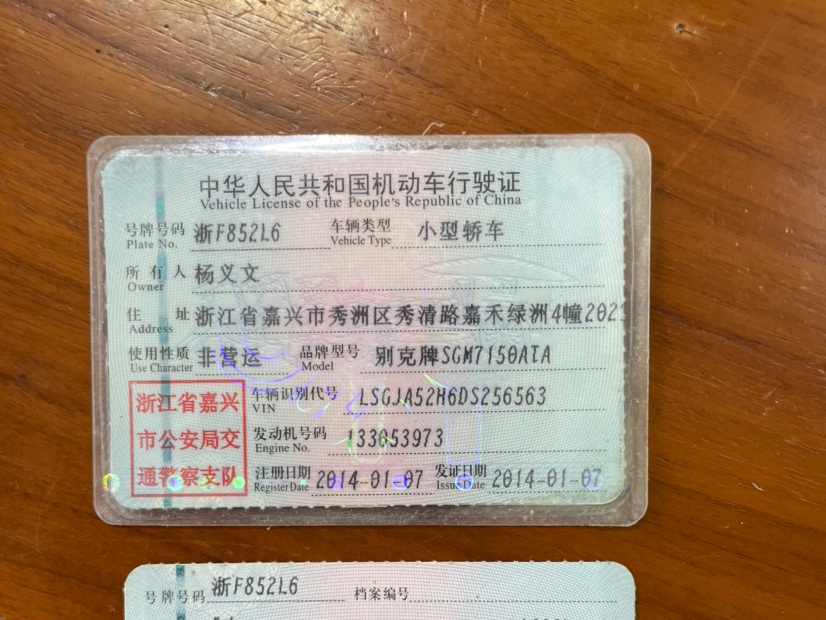 中华人民共和国机动车行驶证
Vehicle License of the People's Republic of China
号牌号码 浙F852L6 车辆类型 小型轿车
Plate No. Vehicle Type
所有人 杨义文
Owner
住址 浙江省嘉兴市秀洲区秀清路嘉禾绿洲4幢202
Address
使用性质 非营运 品牌型号 别克牌SGM7150ATA
Use Character Model
浙江省嘉兴 车辆识别代号 LSGJA52H6DS256563
VIN
市公安局交 发动机号码 133053973
Engine No.
通警察支队 注册日期 2014-01-07 发证日期 2014-01-07
Register Date Issue Date
号牌号码 浙F852L6 档案编号